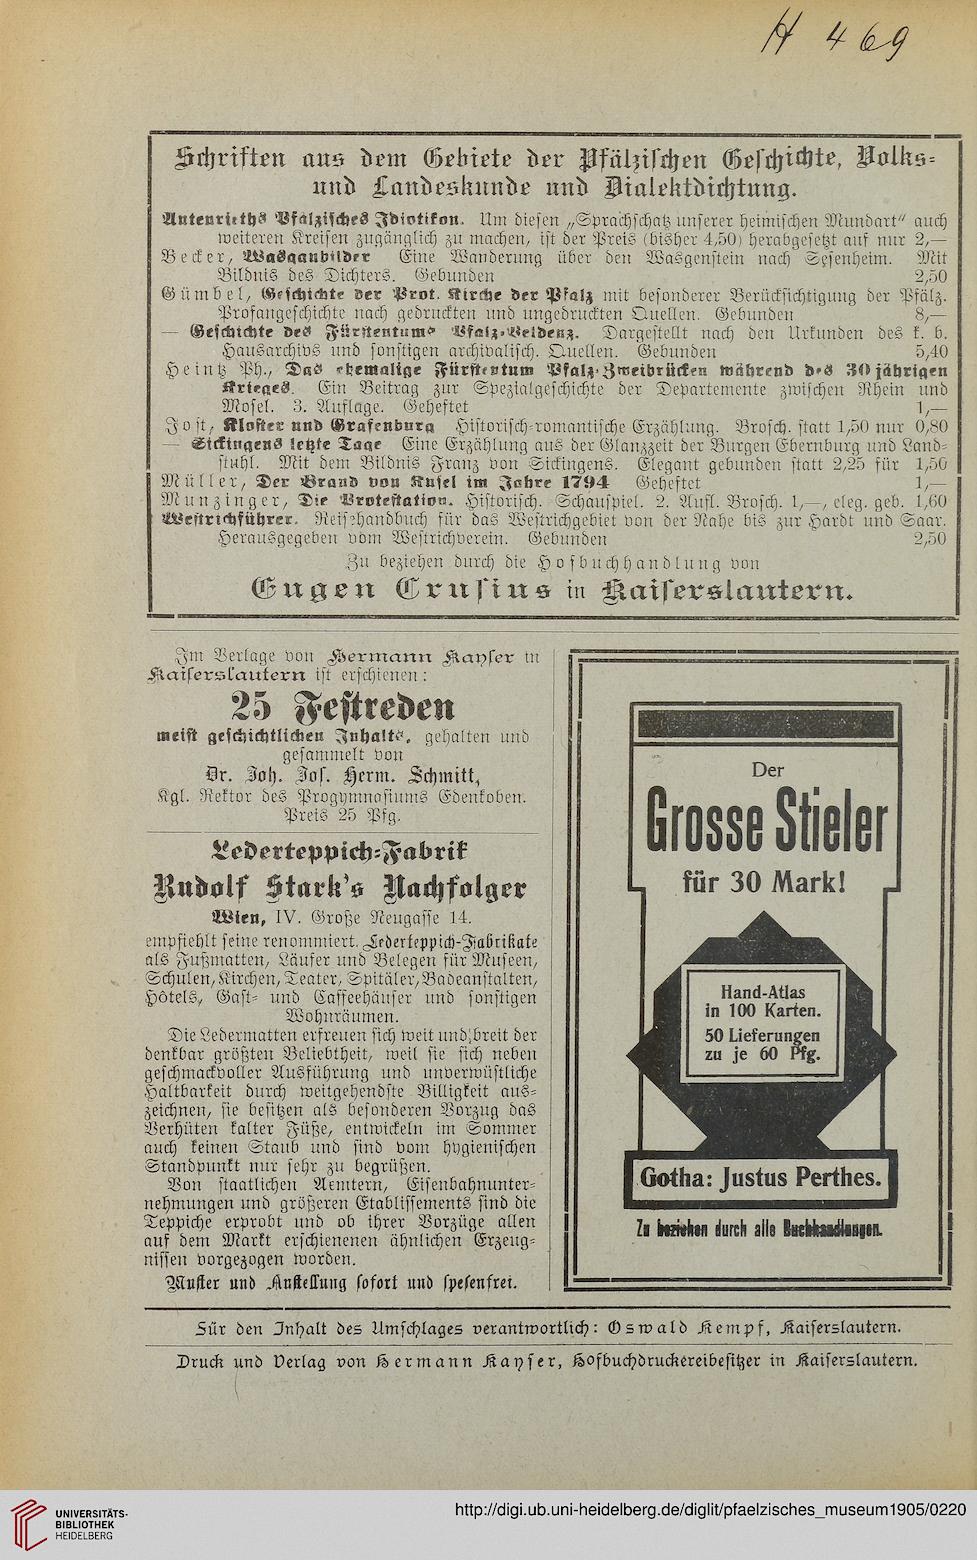 H 469
Schriften aus dem Gebiete der Pfälzischen Geschichte, Volks-
und Landeskunde und Dialektdichtung.
Autenrieths Pfälzisches Idiotikon. Um diesen „Sprachschatz unserer heimischen Mundart“ auch
weiteren Kreisen zugänglich zu machen, ist der Preis (bisher 4,50) herabgesetzt auf nur 2,—
Becker, Wasgaubilder Eine Wanderung über den Wasgenstein nach Sesenheim. Mit
Bildnis des Dichters. Gebunden 2,50
Gümbel, Geschichte der Prot. Kirche der Pfalz mit besonderer Berücksichtigung der Pfälz.
Profangeschichte nach gedruckten und ungedruckten Quellen. Gebunden 8,—
— Geschichte des Fürstentums Pfalz-Veldenz. Dargestellt nach den Urkunden des k. b.
Hausarchivs und sonstigen archivalisch. Quellen. Gebunden 5,40
Heintz Ph., Das ehemalige Fürstentum Pfalz-Zweibrücken während des 30 jährigen
Krieges. Ein Beitrag zur Spezialgeschichte der Departemente zwischen Rhein und
Mosel. 3. Auflage. Geheftet 1,—
Jost, Kloster und Grafenburg Historisch-romantische Erzählung. Brosch. statt 1,50 nur 0,80
— Sickingens letzte Tage Eine Erzählung aus der Glanzzeit der Burgen Ebernburg und Land-
stuhl. Mit dem Bildnis Franz von Sickingens. Elegant gebunden statt 2,25 für 1,50
Müller, Der Brand von Kusel im Jahre 1794 Geheftet 1,—
Munzinger, Die Protestation. Historisch. Schauspiel. 2. Aufl. Brosch. 1,—, eleg. geb. 1,60
Westrichführer. Reisehandbuch für das Westrichgebiet von der Nahe bis zur Hardt und Saar.
Herausgegeben vom Westrichverein. Gebunden 2,50
Zu beziehen durch die Hofbuchhandlung von
Eugen Crusius in Kaiserslautern.
Im Verlage von Hermann Kayser in
Kaiserslautern ist erschienen:
25 Festreden
meist geschichtlichen Inhalts, gehalten und
gesammelt von
Dr. Joh. Jos. Herm. Schmitt,
Kgl. Rektor des Progymnasiums Edenkoben.
Preis 25 Pfg.
Lederteppich-Fabrik
Rudolf Stark's Nachfolger
Wien, IV. Große Neugasse 14.
empfiehlt seine renommiert. Lederteppich-Fabrikate
als Fußmatten, Läufer und Belegen für Museen,
Schulen, Kirchen, Teater, Spitäler, Badeanstalten,
Hôtels, Gast- und Caffeehäuser und sonstigen
Wohnräumen.
Die Ledermatten erfreuen sich weit und breit der
denkbar größten Beliebtheit, weil sie sich neben
geschmackvoller Ausführung und unverwüstliche
Haltbarkeit durch weitgehendste Billigkeit aus-
zeichnen, sie besitzen als besonderen Vorzug das
Verhüten kalter Füße, entwickeln im Sommer
auch keinen Staub und sind vom hygienischen
Standpunkt nur sehr zu begrüßen.
Von staatlichen Aemtern, Eisenbahnunter-
nehmungen und größeren Etablissements sind die
Teppiche erprobt und ob ihrer Vorzüge allen
auf dem Markt erschienenen ähnlichen Erzeug-
nissen vorgezogen worden.
Muster und Anstellung sofort und spesenfrei.
Der
Grosse Stieler
für 30 Mark!
Hand-Atlas
in 100 Karten.
50 Lieferungen
zu je 60 Pfg.
Gotha: Justus Perthes.
Zu beziehen durch alle Buchhandlungen.
Für den Inhalt des Umschlages verantwortlich: Oswald Kempf, Kaiserslautern.
Druck und Verlag von Hermann Kayser, Hofbuchdruckereibesitzer in Kaiserslautern.
UNIVERSITÄTS-
BIBLIOTHEK
HEIDELBERG
http://digi.ub.uni-heidelberg.de/diglit/pfaelzisches_museum1905/0220